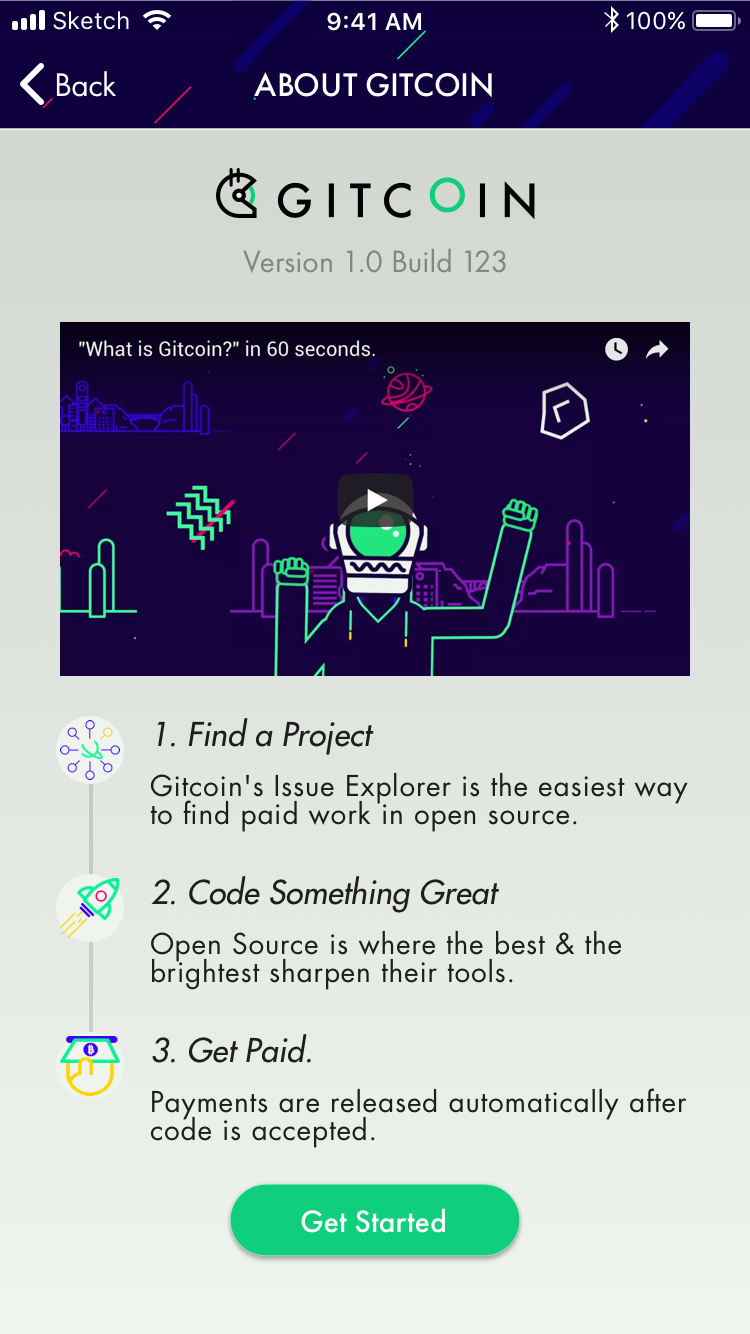 Sketch 9:41 AM 100%
Back ABOUT GITCOIN
GITCOIN
Version 1.0 Build 123
"What is Gitcoin?" in 60 seconds.
1. Find a Project
Gitcoin's Issue Explorer is the easiest way
to find paid work in open source.
2. Code Something Great
Open Source is where the best & the
brightest sharpen their tools.
3. Get Paid.
Payments are released automatically after
code is accepted.
Get Started